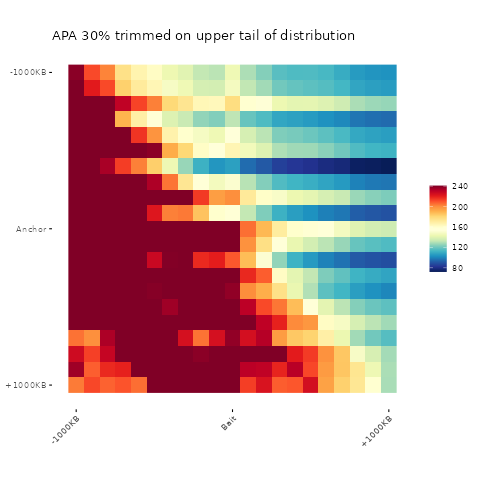 APA 30% trimmed on upper tail of distribution
-1000KB
Anchor
+1000KB
240
200
160
120
80
-1000KB
Bait
+1000KB